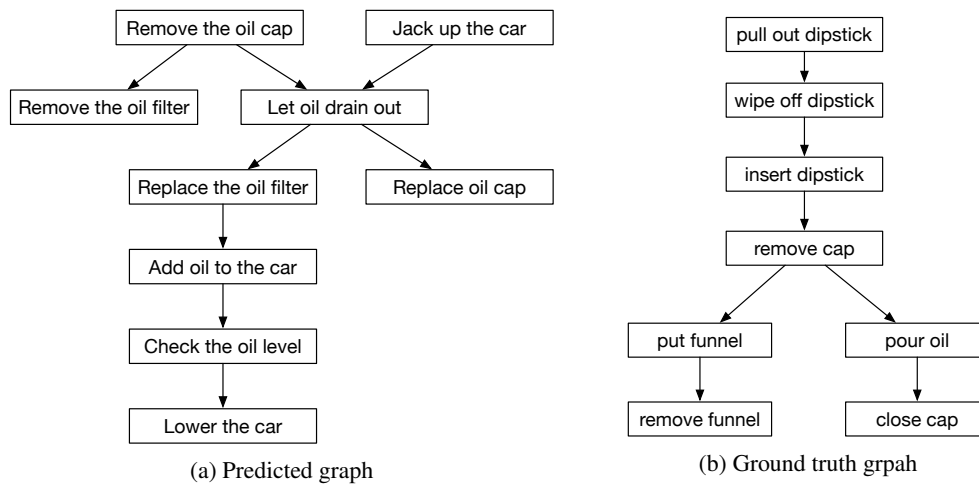 Remove the oil cap
Jack up the car
Remove the oil filter
Let oil drain out
Replace the oil filter
Replace oil cap
Add oil to the car
Check the oil level
Lower the car
(a) Predicted graph
pull out dipstick
wipe off dipstick
insert dipstick
remove cap
put funnel
pour oil
remove funnel
close cap
(b) Ground truth grpah